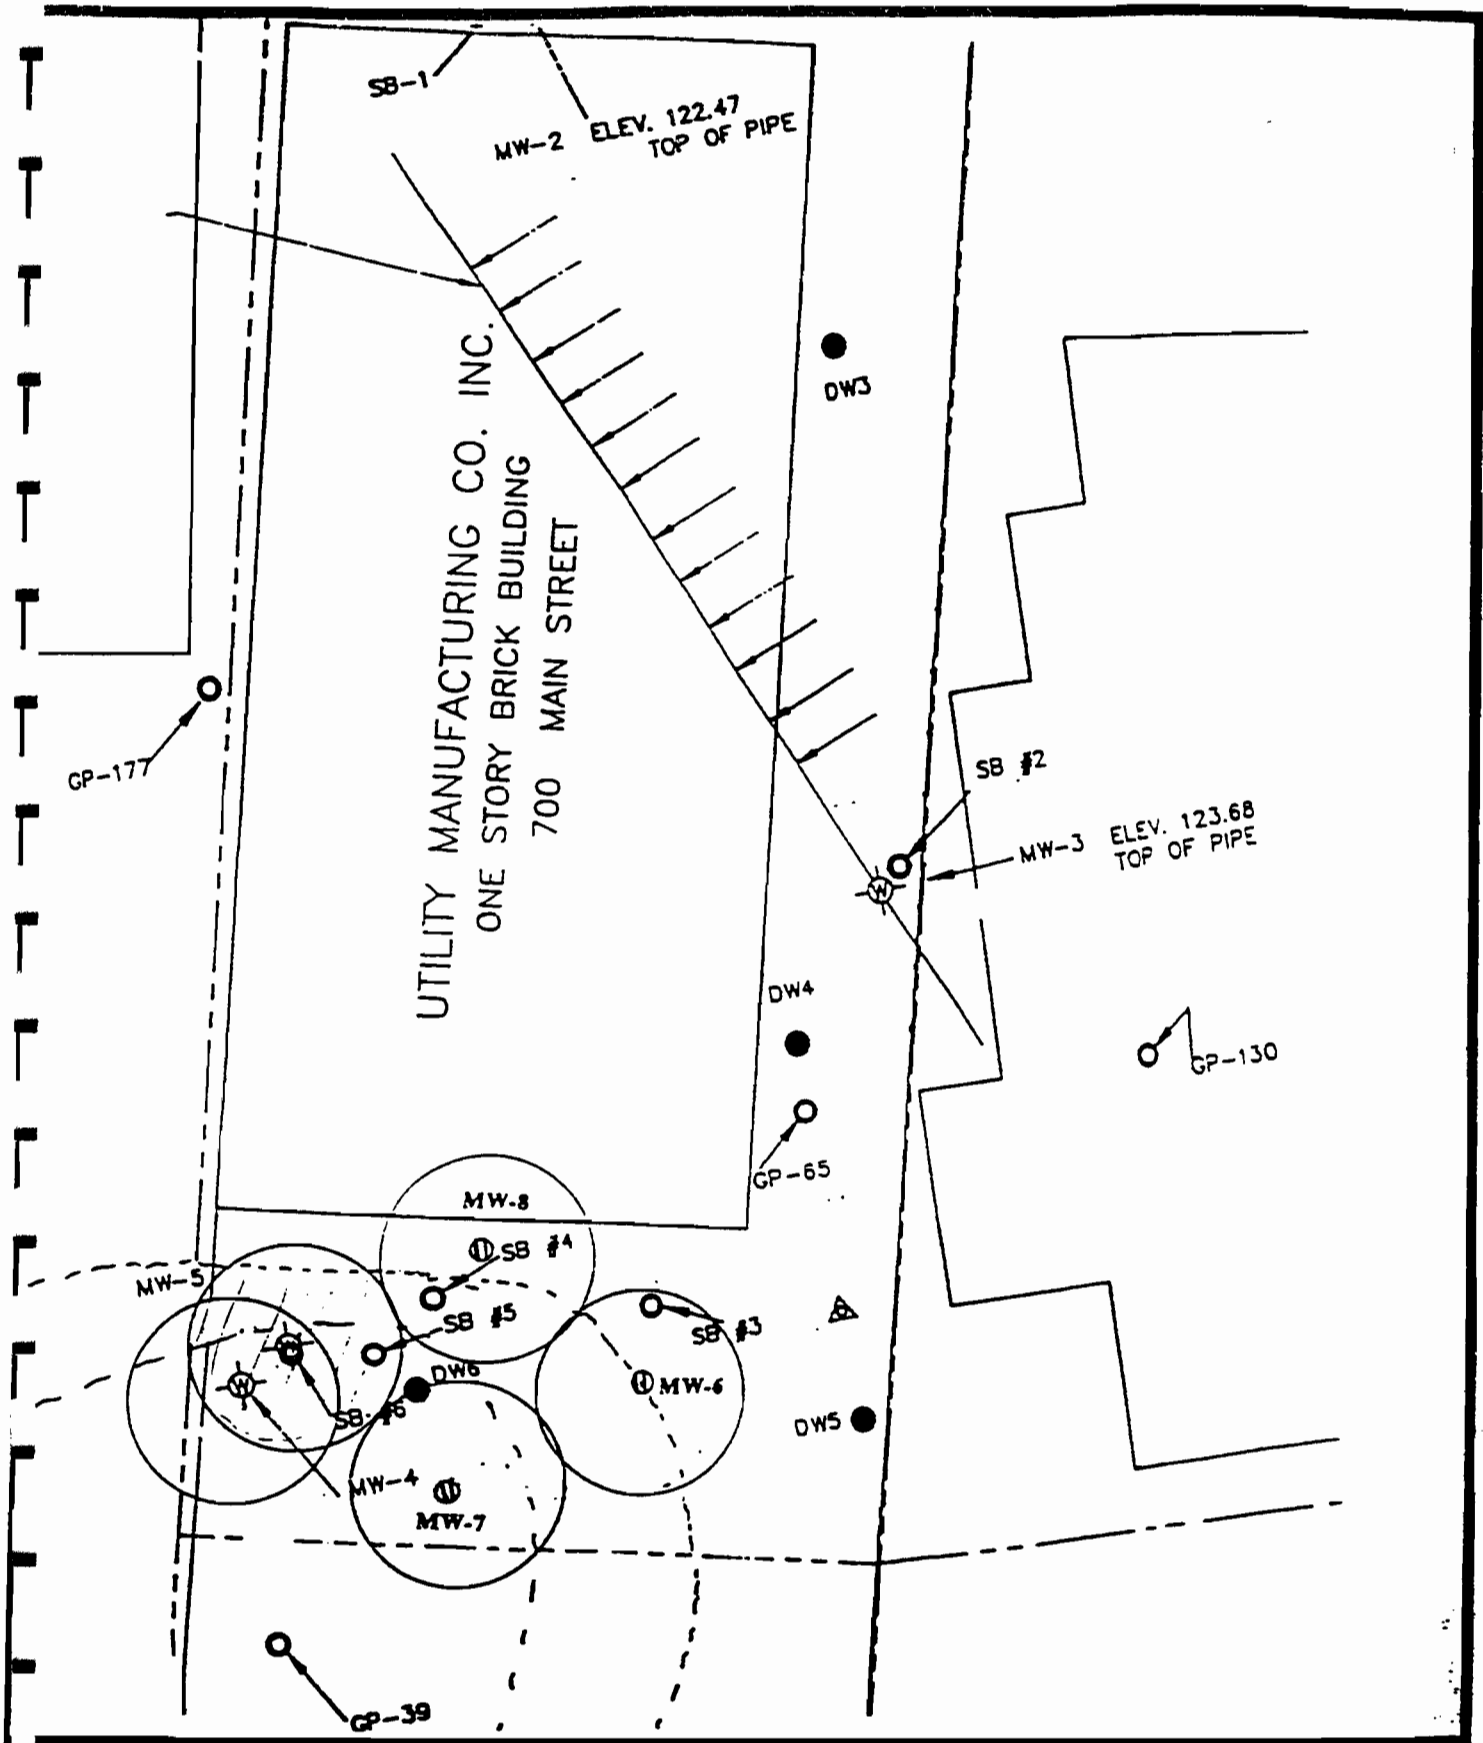 SB-1
MW-2 ELEV. 122.47
TOP OF PIPE
DW3
UTILITY MANUFACTURING CO. INC.
ONE STORY BRICK BUILDING
700 MAIN STREET
GP-177
SB #2
MW-3 ELEV. 123.68
TOP OF PIPE
DW4
GP-130
GP-65
MW-8
SB #4
MW-5
SB #5
SB #3
DW6
MW-6
W
W
W
SB-#6
DW5
MW-4
MW-7
GP-39